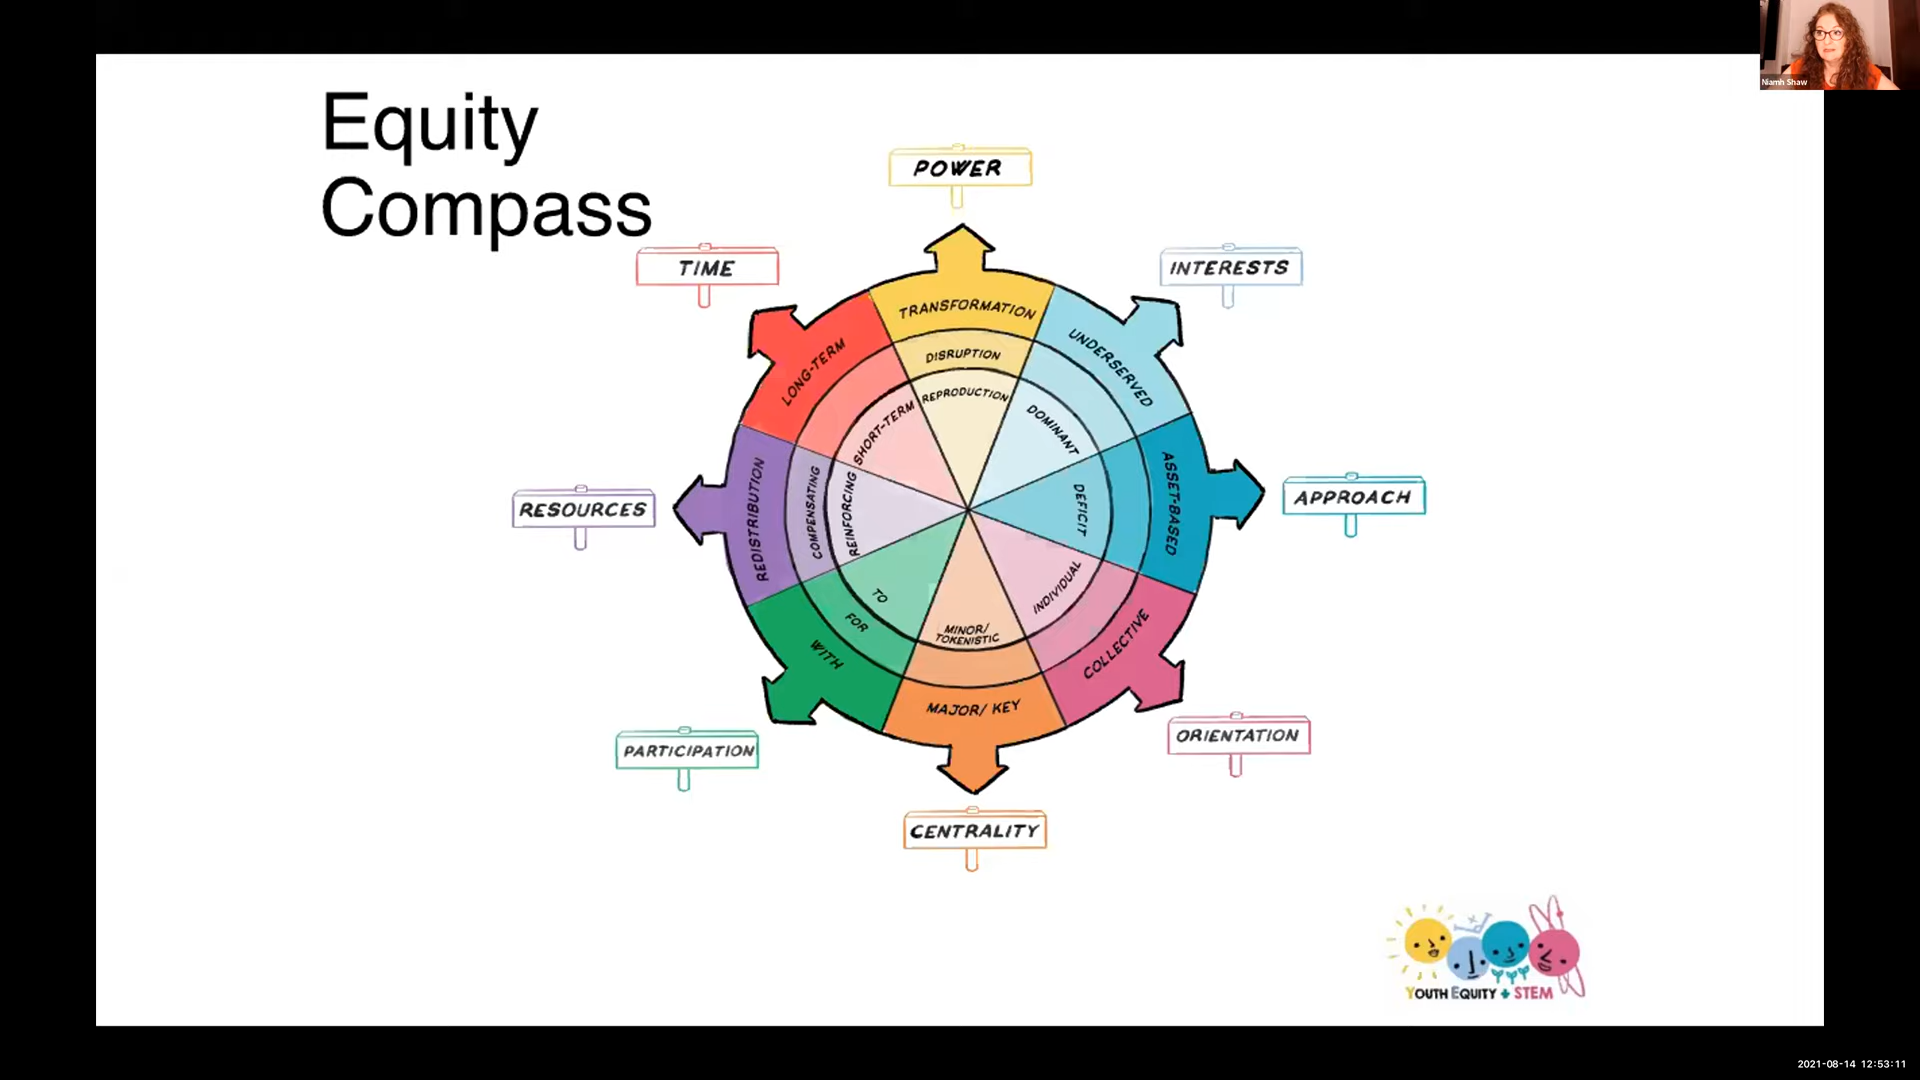 Equity
Compass
Niamh Shaw
POWER
TIME
INTERESTS
TRANSFORMATION
DISRUPTION
REPRODUCTION
UNDERSERVED
DOMINANT
LONG-TERM
SHORT-TERM
ASSET-BASED
DEFICIT
APPROACH
RESOURCES
REDISTRIBUTION
COMPENSATING
REINFORCING
INDIVIDUAL
COLLECTIVE
TO
FOR
WITH
MINOR/
TOKENISTIC
MAJOR/ KEY
ORIENTATION
PARTICIPATION
CENTRALITY
YOUTH EQUITY + STEM
2021-08-14 12:53:11